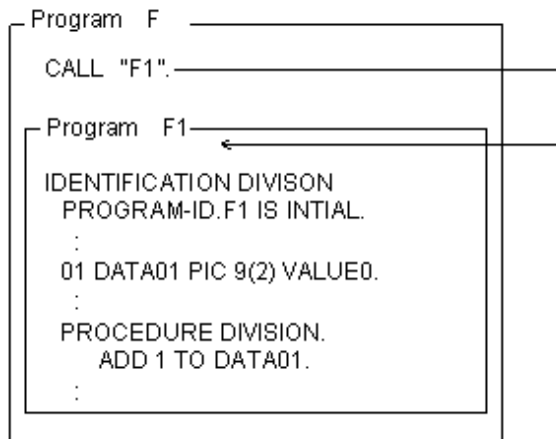 Program F
CALL "F1".
Program F1
IDENTIFICATION DIVISON
PROGRAM-ID.F1 IS INTIAL.
:
01 DATA01 PIC 9(2) VALUE0.
:
PROCEDURE DIVISION.
ADD 1 TO DATA01.
: